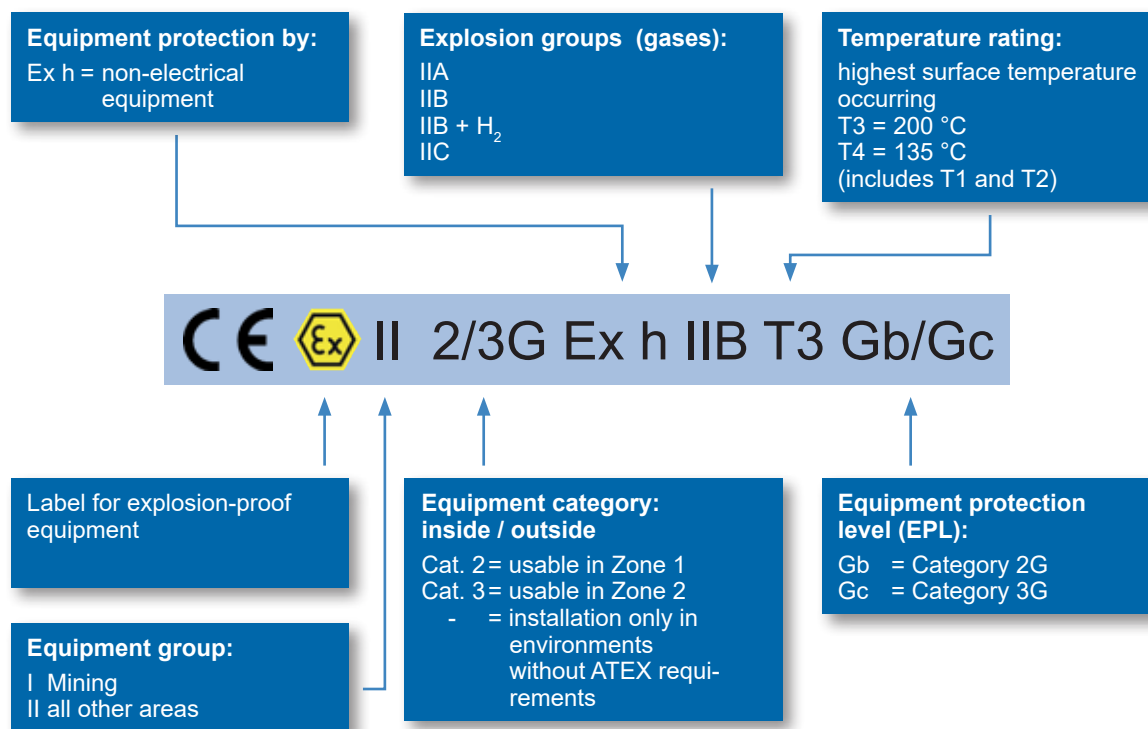 Equipment protection by:
Ex h = non-electrical
equipment
Explosion groups (gases):
IIA
IIB
IIB + H₂
IIC
Temperature rating:
highest surface temperature
occurring
T3 = 200 °C
T4 = 135 °C
(includes T1 and T2)
CE Ex II 2/3G Ex h IIB T3 Gb/Gc
Label for explosion-proof
equipment
Equipment group:
I Mining
II all other areas
Equipment category:
inside / outside
Cat. 2 = usable in Zone 1
Cat. 3 = usable in Zone 2
- = installation only in
environments
without ATEX requi-
rements
Equipment protection
level (EPL):
Gb = Category 2G
Gc = Category 3G